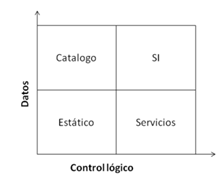 Datos
Catalogo
SI
Estático
Servicios
Control lógico